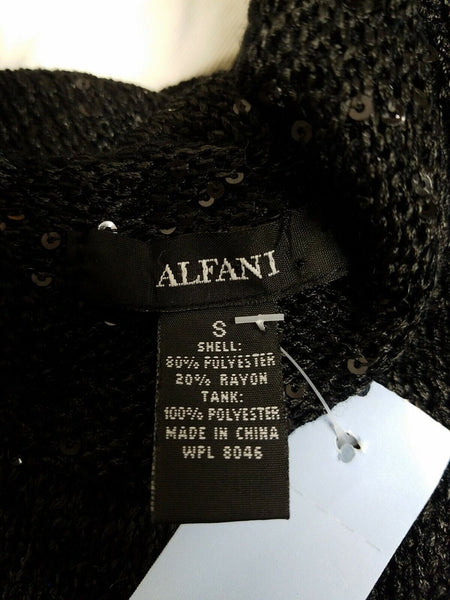 ALFANI
S
SHELL:
80% POLYESTER
20% RAYON
TANK:
100% POLYESTER
MADE IN CHINA
WPL 8046